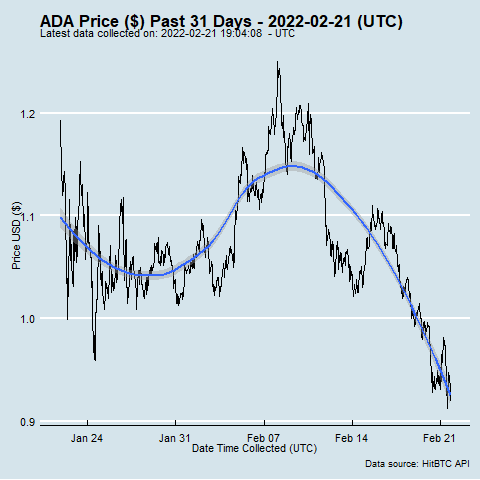 ADA Price ($) Past 31 Days - 2022-02-21 (UTC)
Latest data collected on: 2022-02-21 19:04:08 - UTC
1.2
1.1
1.0
0.9
Price USD ($)
Jan 24 Jan 31 Feb 07 Feb 14 Feb 21
Date Time Collected (UTC)
Data source: HitBTC API